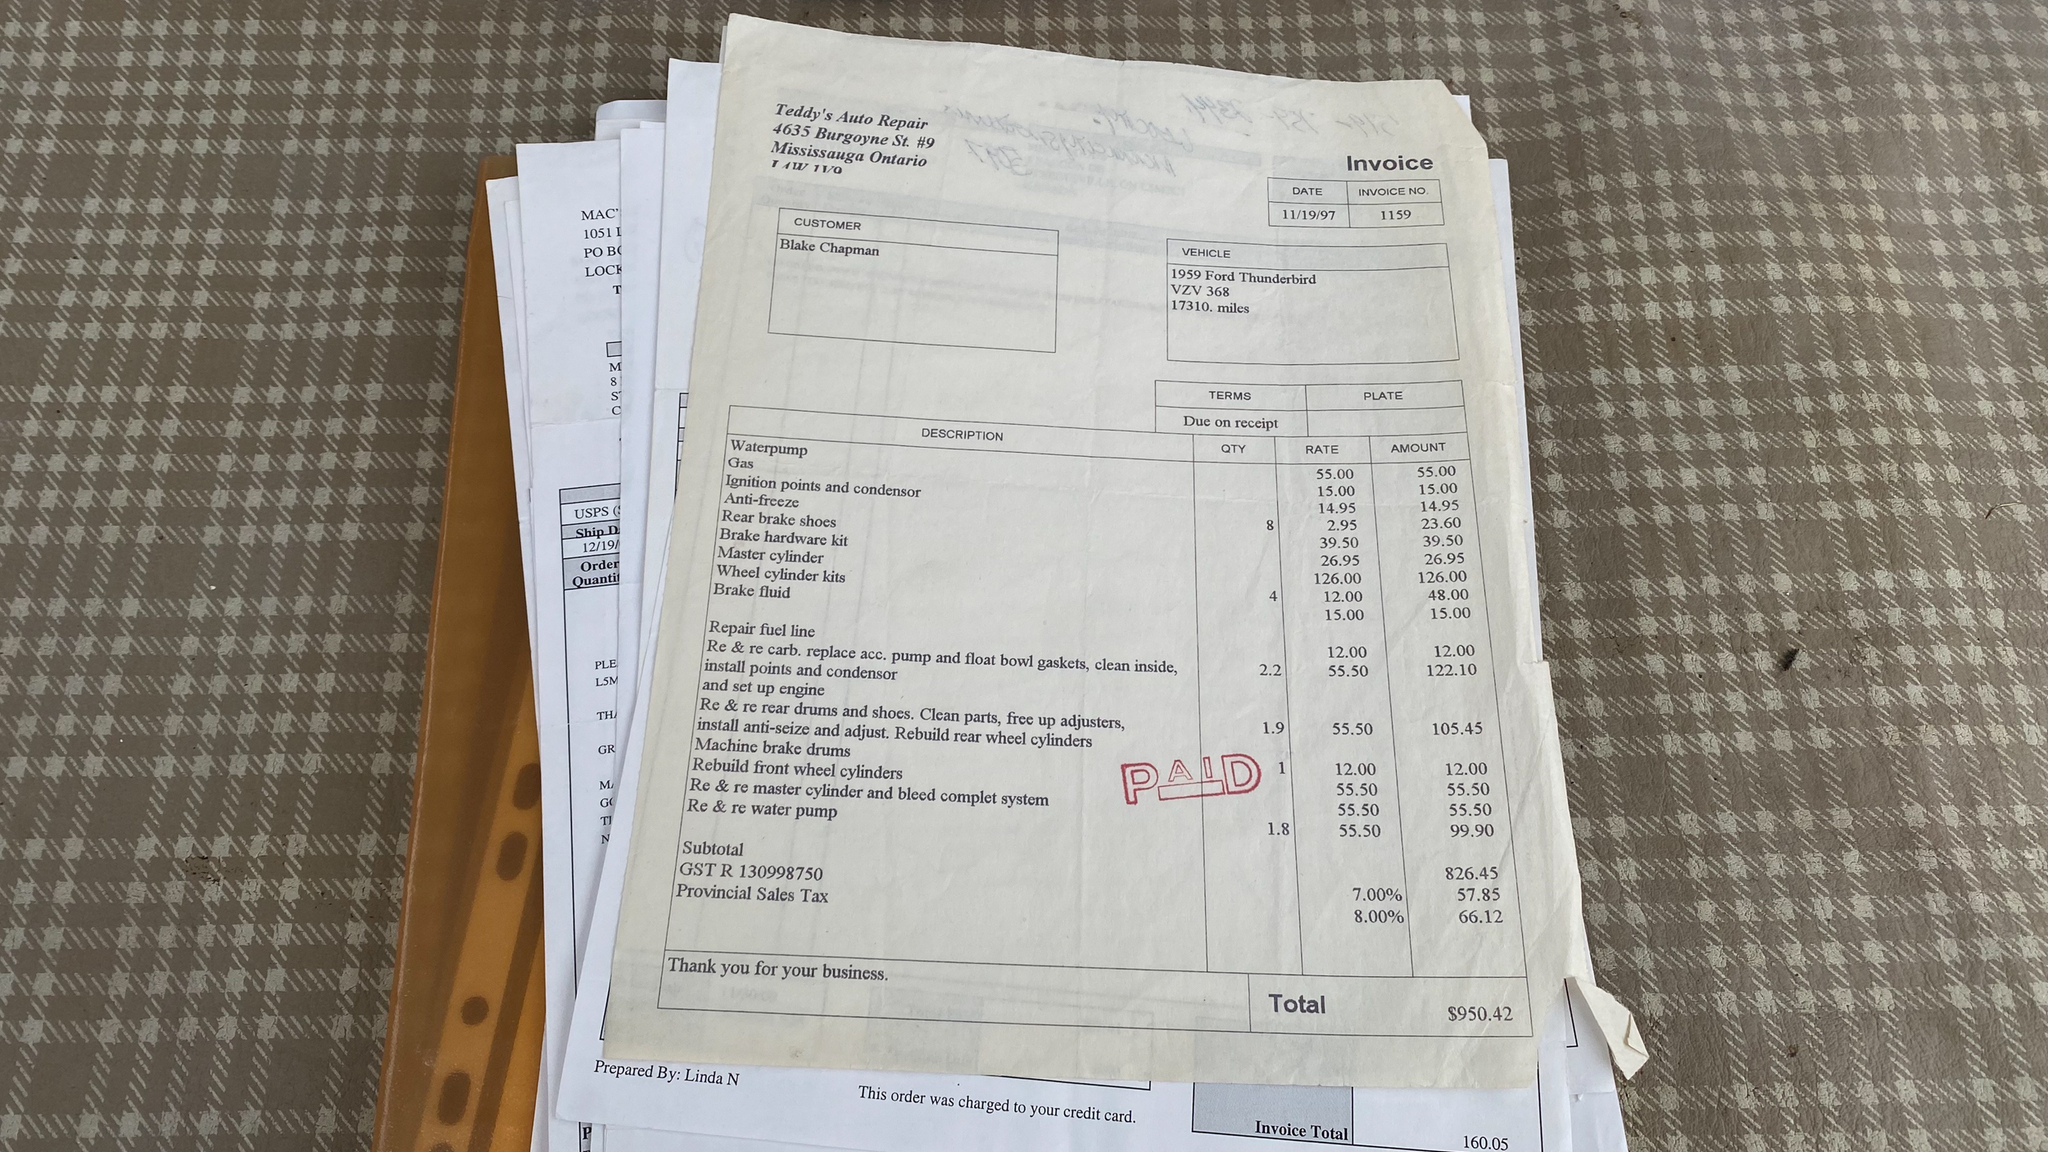 Teddy's Auto Repair
4635 Burgoyne St. #9
Mississauga Ontario
Invoice
DATE INVOICE NO.
11/19/97 1159
CUSTOMER
Blake Chapman
VEHICLE
1959 Ford Thunderbird
VZV 368
17310. miles
TERMS PLATE
Due on receipt
DESCRIPTION QTY RATE AMOUNT
Waterpump 55.00 55.00
Gas 15.00 15.00
Ignition points and condensor 14.95 14.95
Anti-freeze 8 2.95 23.60
Rear brake shoes 39.50 39.50
Brake hardware kit 26.95 26.95
Master cylinder 126.00 126.00
Wheel cylinder kits 4 12.00 48.00
Brake fluid 15.00 15.00
Repair fuel line 12.00 12.00
Re & re carb. replace acc. pump and float bowl gaskets, clean inside, 2.2 55.50 122.10
install points and condensor
and set up engine
Re & re rear drums and shoes. Clean parts, free up adjusters, 1.9 55.50 105.45
install anti-seize and adjust. Rebuild rear wheel cylinders
Machine brake drums 1 12.00 12.00
Rebuild front wheel cylinders 55.50 55.50
Re & re master cylinder and bleed complet system 55.50 55.50
Re & re water pump 1.8 55.50 99.90
PAID
Subtotal 826.45
GST R 130998750 7.00% 57.85
Provincial Sales Tax 8.00% 66.12
Thank you for your business.
Total $950.42
MAC'
1051
PO
USPS
Ship
12/19/
Order
Quanti
L5M
Prepared By: Linda N
This order was charged to your credit card.
Invoice Total 160.05